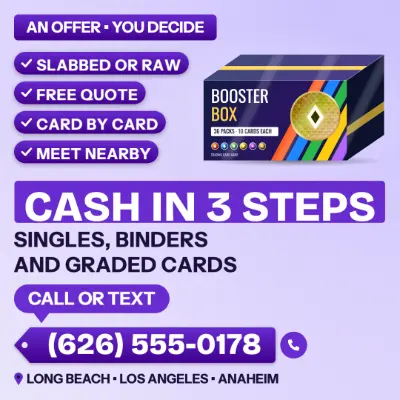 AN OFFER • YOU DECIDE
SLABBED OR RAW
FREE QUOTE
CARD BY CARD
MEET NEARBY
BOOSTER
BOX
36 PACKS · 10 CARDS EACH
CASH IN 3 STEPS
SINGLES, BINDERS
AND GRADED CARDS
CALL OR TEXT
(626) 555-0178
LONG BEACH • LOS ANGELES • ANAHEIM